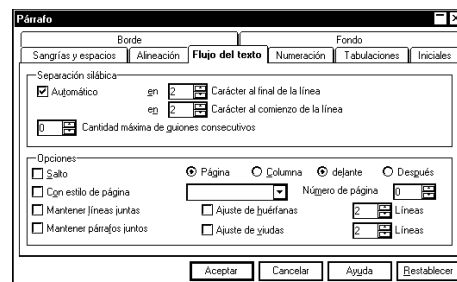 Párrafo
Borde Fondo
Sangrías y espacios Alineación Flujo del texto Numeración Tabulaciones Iniciales
Separación silábica
Automático en 2 Carácter al final de la línea
en 2 Carácter al comienzo de la línea
0 Cantidad máxima de guiones consecutivos
Opciones
Salto Página Columna delante Después
Con estilo de página Número de página 0
Mantener líneas juntas Ajuste de huérfanas 2 Líneas
Mantener párrafos juntos Ajuste de viudas 2 Líneas
Aceptar Cancelar Ayuda Restablecer